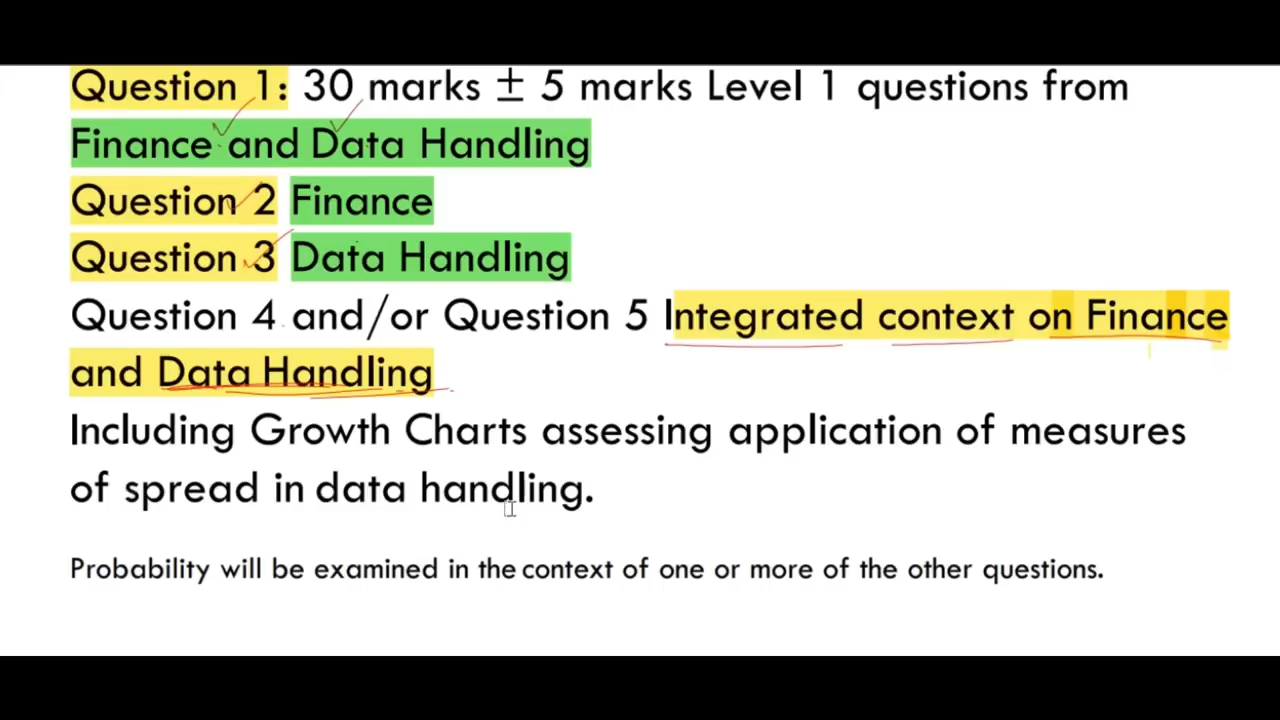 Question 1: 30 marks ± 5 marks Level 1 questions from
Finance and Data Handling
Question 2 Finance
Question 3 Data Handling
Question 4 and/or Question 5 Integrated context on Finance
and Data Handling
Including Growth Charts assessing application of measures
of spread in data handling.
Probability will be examined in the context of one or more of the other questions.